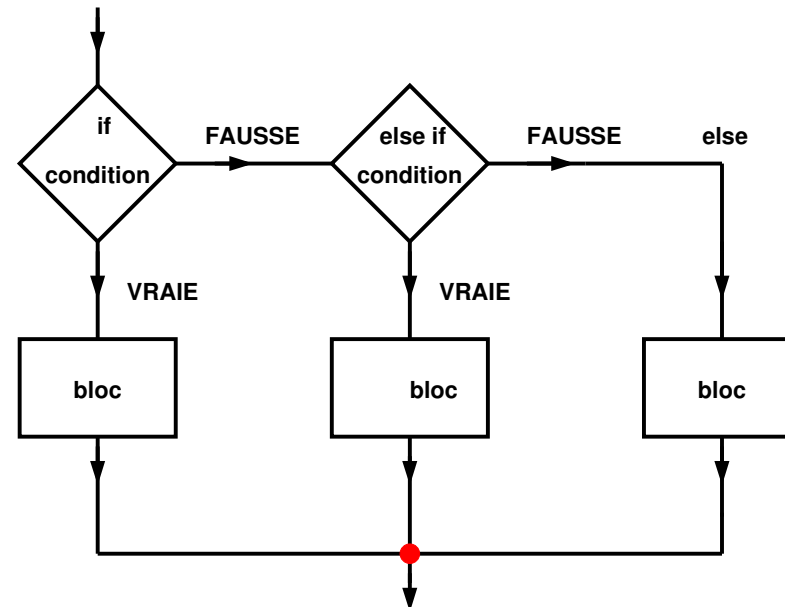 if
condition
FAUSSE
else if
condition
FAUSSE
else
VRAIE
VRAIE
bloc
bloc
bloc